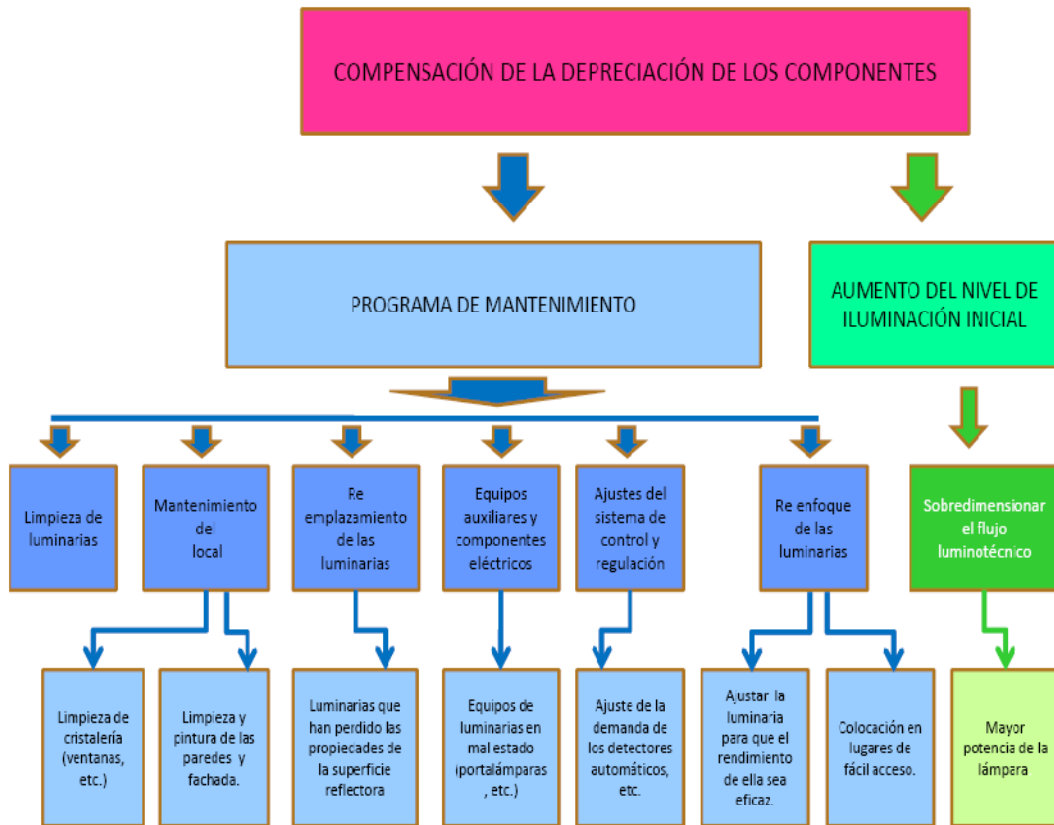 COMPENSACIÓN DE LA DEPRECIACIÓN DE LOS COMPONENTES
PROGRAMA DE MANTENIMIENTO
AUMENTO DEL NIVEL DE
ILUMINACIÓN INICIAL
Limpieza de
luminarias
Mantenimiento
del
local
Re
emplazamiento
de las
luminarias
Equipos
auxiliares y
componentes
eléctricos
Ajustes del
sistema de
control y
regulación
Re enfoque
de las
luminarias
Sobredimensionar
el flujo
luminotécnico
Limpieza de
cristalería
(ventanas,
etc.)
Limpieza y
pintura de las
paredes y
fachada.
Luminarias que
han perdido las
propiecades de
la superficie
reflectora
Equipos de
luminarias en
mal estado
(portalámparas
, etc.)
Ajuste de la
demanda de
los detectores
automáticos,
etc.
Ajustar la
luminaria
para que el
rendimiento
de ella sea
eficaz.
Colocación en
lugares de
fácil acceso.
Mayor
potencia de la
lámpara